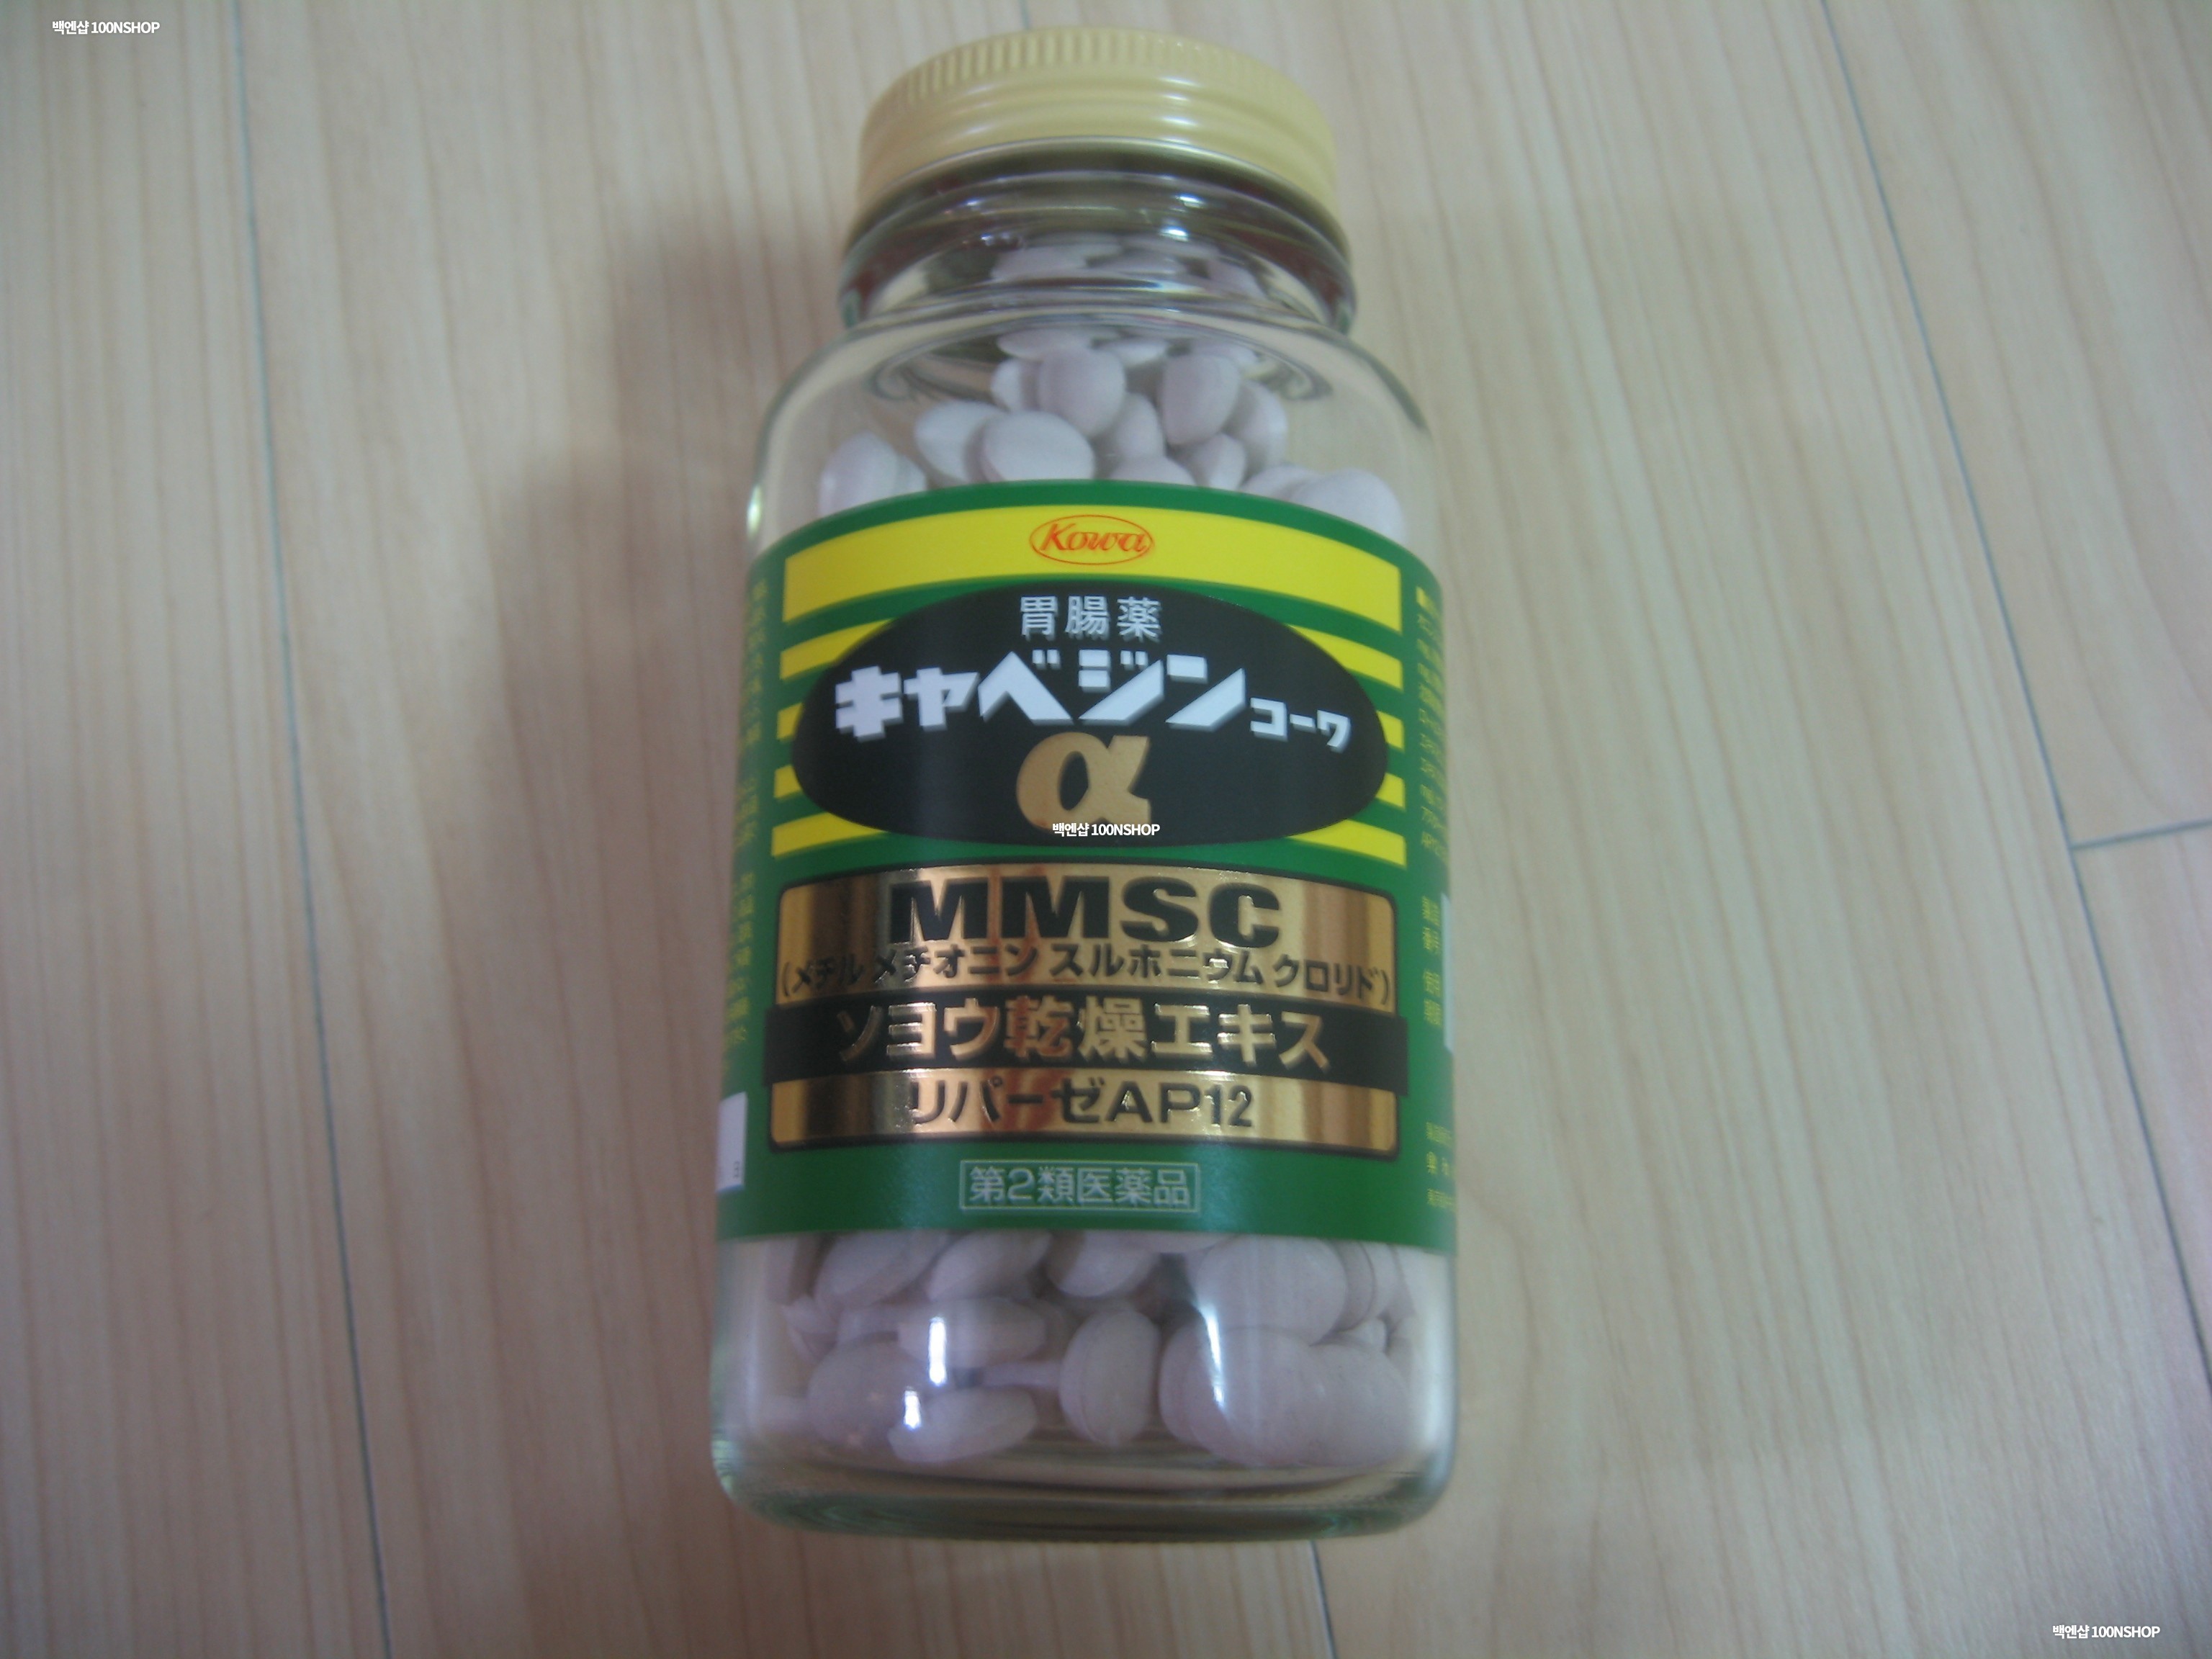 백엔샵 100NSHOP
Kowa
胃腸薬
キャベジンコーワ
α
백엔샵 100NSHOP
MMSC
(メチルメチオニンスルホニウムクロリド)
ソヨウ乾燥エキス
リパーゼAP12
第2類医薬品
백엔샵 100NSHOP